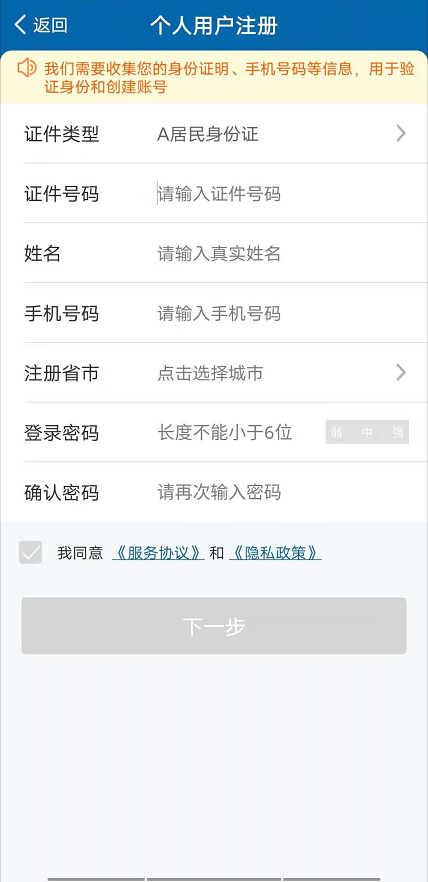 返回 个人用户注册
我们需要收集您的身份证明、手机号码等信息，用于验
证身份和创建账号
证件类型 A居民身份证
证件号码 请输入证件号码
姓名 请输入真实姓名
手机号码 请输入手机号码
注册省市 点击选择城市
登录密码 长度不能小于6位 弱 中 强
确认密码 请再次输入密码
我同意 《服务协议》 和 《隐私政策》
下一步